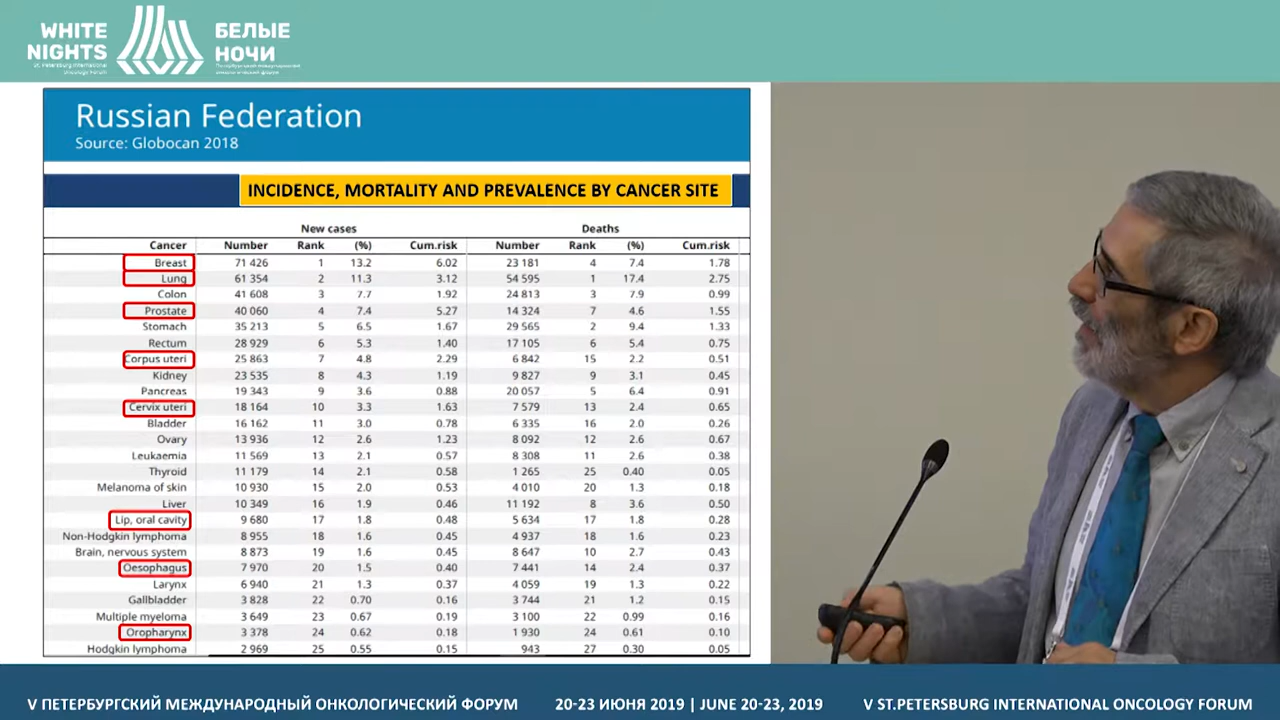 WHITE
NIGHTS
St. Petersburg International
Oncology Forum
БЕЛЫЕ
НОЧИ
Петербургский международный
онкологический форум
Russian Federation
Source: Globocan 2018
INCIDENCE, MORTALITY AND PREVALENCE BY CANCER SITE
New cases Deaths
Cancer Number Rank (%) Cum.risk Number Rank (%) Cum.risk
Breast 71 426 1 13.2 6.02 23 181 4 7.4 1.78
Lung 61 354 2 11.3 3.12 54 595 1 17.4 2.75
Colon 41 608 3 7.7 1.92 24 813 3 7.9 0.99
Prostate 40 060 4 7.4 5.27 14 324 7 4.6 1.55
Stomach 35 213 5 6.5 1.67 29 565 2 9.4 1.33
Rectum 28 929 6 5.3 1.40 17 105 6 5.4 0.75
Corpus uteri 25 863 7 4.8 2.29 6 842 15 2.2 0.51
Kidney 23 535 8 4.3 1.19 9 827 9 3.1 0.45
Pancreas 19 343 9 3.6 0.88 20 057 5 6.4 0.91
Cervix uteri 18 164 10 3.3 1.63 7 579 13 2.4 0.65
Bladder 16 162 11 3.0 0.78 6 335 16 2.0 0.26
Ovary 13 936 12 2.6 1.23 8 092 12 2.6 0.67
Leukaemia 11 569 13 2.1 0.57 8 308 11 2.6 0.38
Thyroid 11 179 14 2.1 0.58 1 265 25 0.40 0.05
Melanoma of skin 10 930 15 2.0 0.53 4 010 20 1.3 0.18
Liver 10 349 16 1.9 0.46 11 192 8 3.6 0.50
Lip, oral cavity 9 680 17 1.8 0.48 5 634 17 1.8 0.28
Non-Hodgkin lymphoma 8 955 18 1.6 0.45 4 937 18 1.6 0.23
Brain, nervous system 8 873 19 1.6 0.45 8 647 10 2.7 0.43
Oesophagus 7 970 20 1.5 0.40 7 441 14 2.4 0.37
Larynx 6 940 21 1.3 0.37 4 059 19 1.3 0.22
Gallbladder 3 828 22 0.70 0.16 3 744 21 1.2 0.15
Multiple myeloma 3 649 23 0.67 0.19 3 100 22 0.99 0.16
Oropharynx 3 378 24 0.62 0.18 1 930 24 0.61 0.10
Hodgkin lymphoma 2 969 25 0.55 0.15 943 27 0.30 0.05
V ПЕТЕРБУРГСКИЙ МЕЖДУНАРОДНЫЙ ОНКОЛОГИЧЕСКИЙ ФОРУМ 20-23 ИЮНЯ 2019 | JUNE 20-23, 2019 V ST.PETERSBURG INTERNATIONAL ONCOLOGY FORUM